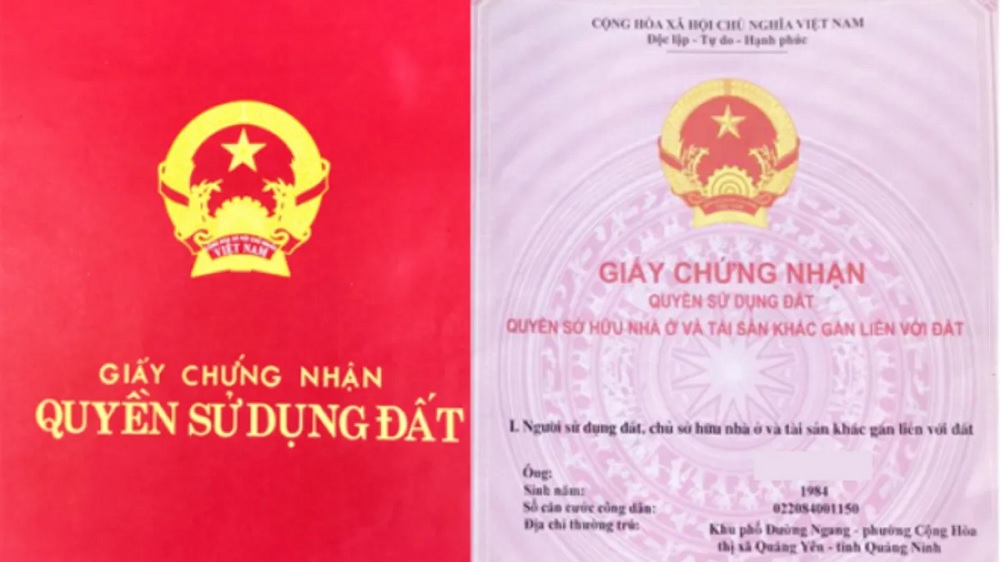 VIỆT NAM
GIẤY CHỨNG NHẬN
QUYỀN SỬ DỤNG ĐẤT
CỘNG HÒA XÃ HỘI CHỦ NGHĨA VIỆT NAM
Độc lập - Tự do - Hạnh phúc
GIẤY CHỨNG NHẬN
QUYỀN SỬ DỤNG ĐẤT
QUYỀN SỞ HỮU NHÀ Ở VÀ TÀI SẢN KHÁC GẮN LIỀN VỚI ĐẤT
I. Người sử dụng đất, chủ sở hữu nhà ở và tài sản khác gắn liền với đất
Ông:
Sinh năm: 1984
Số căn cước công dân: 022084001150
Địa chỉ thường trú: Khu phố Đường Ngang - phường Cộng Hòa
thị xã Quảng Yên - tỉnh Quảng Ninh